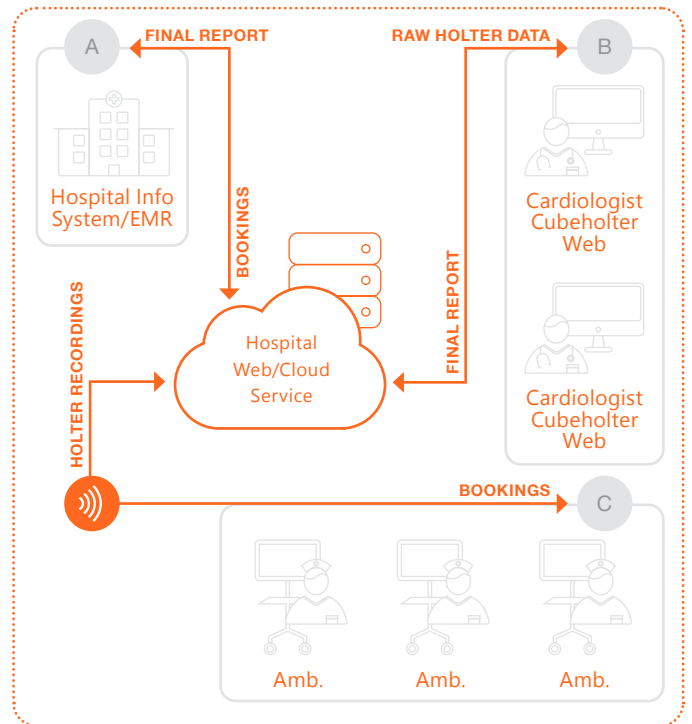 A
FINAL REPORT
RAW HOLTER DATA
B
Hospital Info
System/EMR
BOOKINGS
Cardiologist
Cubeholter
Web
FINAL REPORT
Hospital
Web/Cloud
Service
HOLTER RECORDINGS
Cardiologist
Cubeholter
Web
BOOKINGS
C
Amb.
Amb.
Amb.